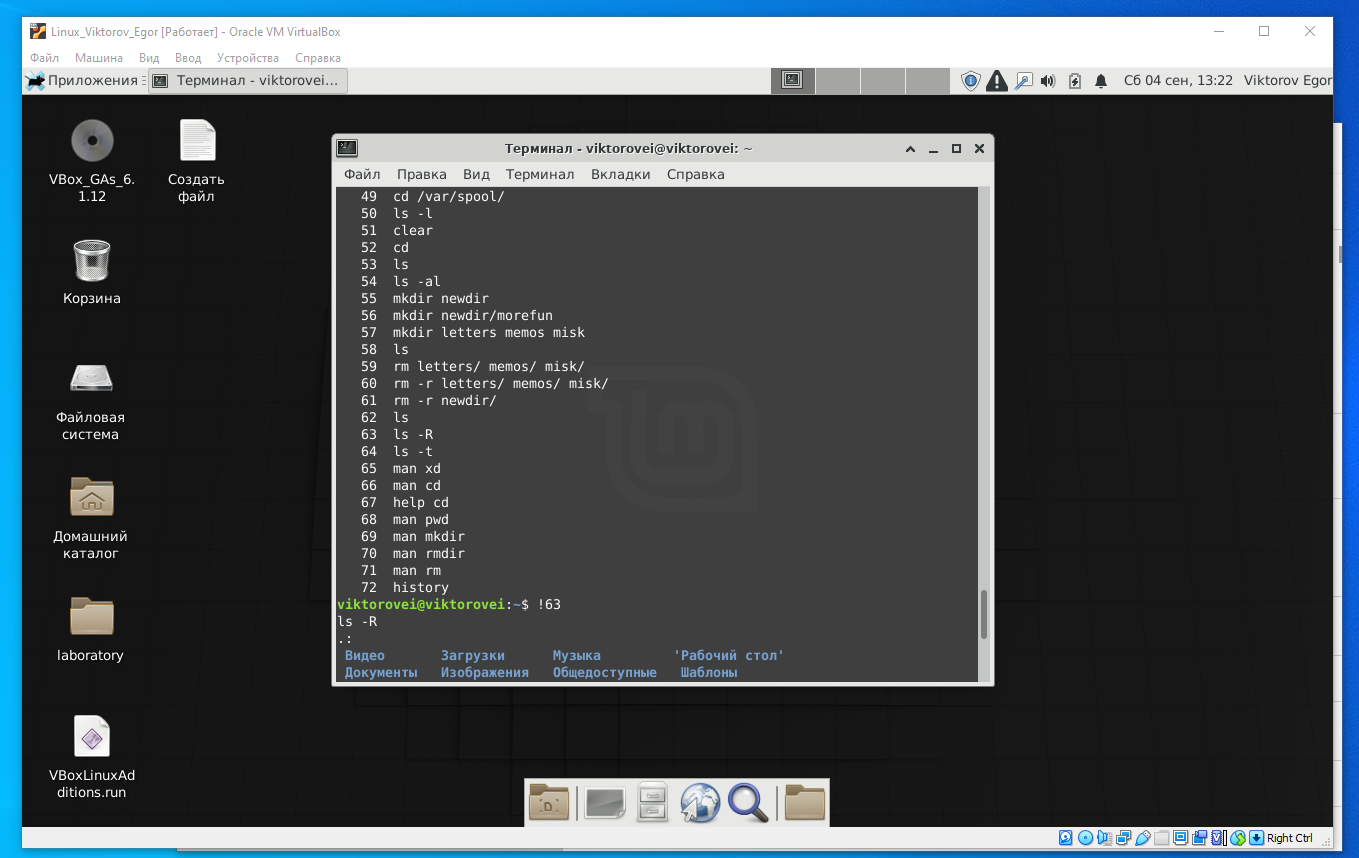 Linux_Viktorov_Egor [Работает] - Oracle VM VirtualBox
Файл Машина Вид Ввод Устройства Справка
Приложения Терминал - viktorovei... Сб 04 сен, 13:22 Viktorov Egor
VBox_GAs_6.
1.12
Создать
файл
Корзина
Файловая
система
Домашний
каталог
laboratory
VBoxLinuxAd
ditions.run
Терминал - viktorovei@viktorovei: ~
Файл Правка Вид Терминал Вкладки Справка
49 cd /var/spool/
50 ls -l
51 clear
52 cd
53 ls
54 ls -al
55 mkdir newdir
56 mkdir newdir/morefun
57 mkdir letters memos misk
58 ls
59 rm letters/ memos/ misk/
60 rm -r letters/ memos/ misk/
61 rm -r newdir/
62 ls
63 ls -R
64 ls -t
65 man xd
66 man cd
67 help cd
68 man pwd
69 man mkdir
70 man rmdir
71 man rm
72 history
viktorovei@viktorovei:~$ !63
ls -R
.:
Видео Загрузки Музыка 'Рабочий стол'
Документы Изображения Общедоступные Шаблоны
Right Ctrl